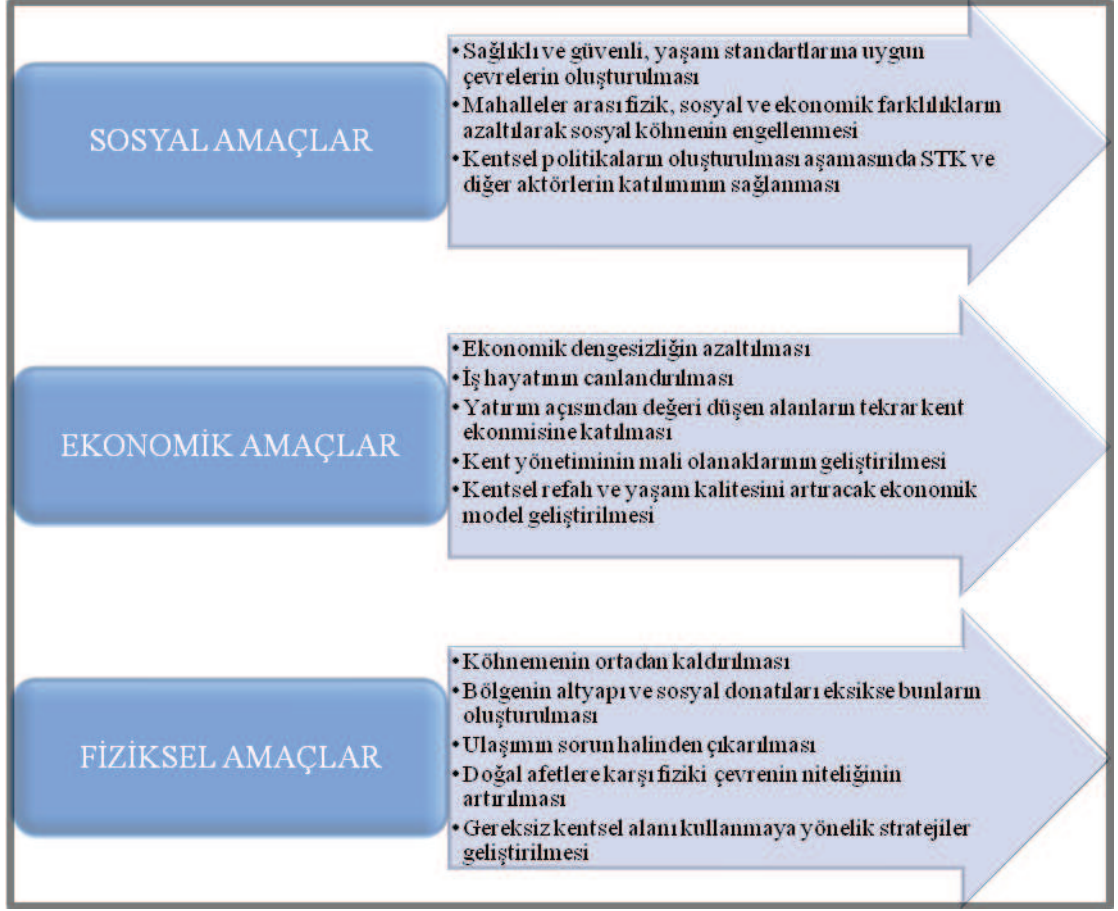 SOSYAL AMAÇLAR
•Sağlıklı ve güvenli, yaşam standartlarına uygun
çevrelerin oluşturulması
•Mahalleler arası fizik, sosyal ve ekonomik farklılıkların
azaltılarak sosyal köhnenin engellenmesi
•Kentsel politikaların oluşturulması aşamasında STK ve
diğer aktörlerin katılımının sağlanması
EKONOMİK AMAÇLAR
•Ekonomik dengesizliğin azaltılması
•İş hayatının canlandırılması
•Yatırım açısından değeri düşen alanların tekrar kent
ekonmisine katılması
•Kent yönetiminin mali olanaklarının geliştirilmesi
•Kentsel refah ve yaşam kalitesini artıracak ekonomik
model geliştirilmesi
FİZİKSEL AMAÇLAR
•Köhnemenin ortadan kaldırılması
•Bölgenin altyapı ve sosyal donatıları eksikse bunların
oluşturulması
•Ulaşımın sorun halinden çıkarılması
•Doğal afetlere karşı fiziki çevrenin niteliğinin
artırılması
•Gereksiz kentsel alanı kullanmaya yönelik stratejiler
geliştirilmesi